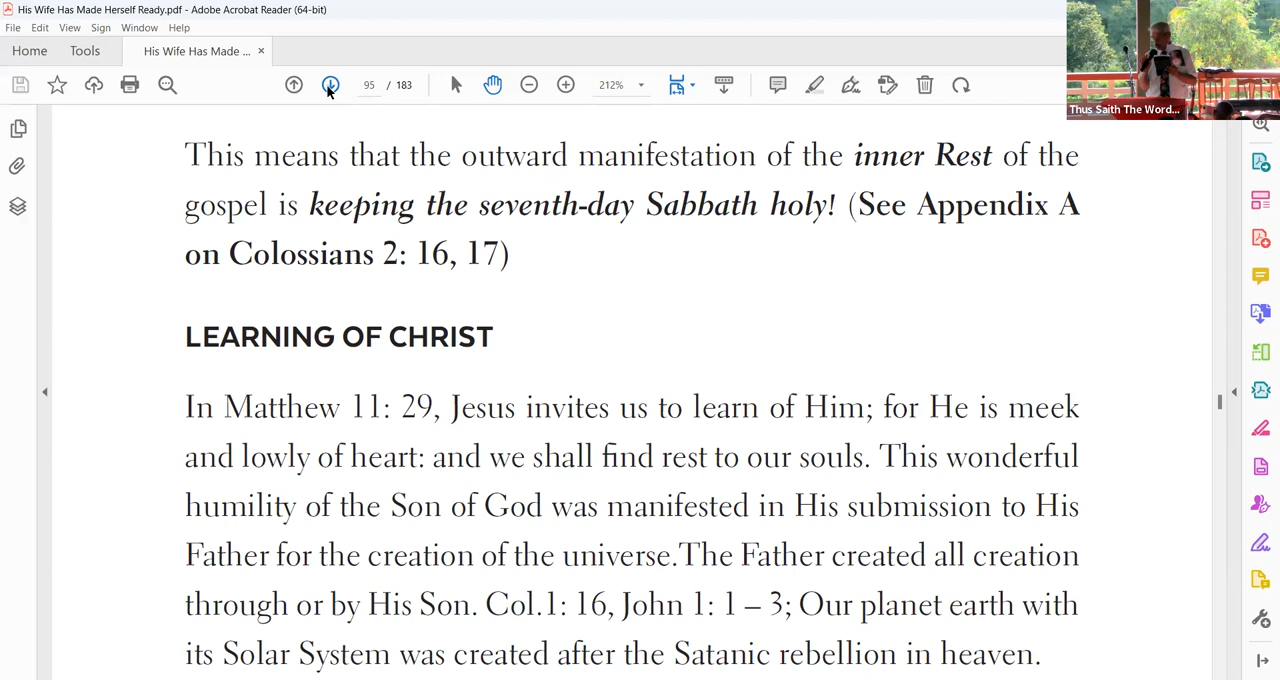 His Wife Has Made Herself Ready.pdf - Adobe Acrobat Reader (64-bit)
File Edit View Sign Window Help
Home Tools His Wife Has Made ... ×
95 / 183 212%
Thus Saith The Word...
This means that the outward manifestation of the inner Rest of the
gospel is keeping the seventh-day Sabbath holy! (See Appendix A
on Colossians 2: 16, 17)
LEARNING OF CHRIST
In Matthew 11: 29, Jesus invites us to learn of Him; for He is meek
and lowly of heart: and we shall find rest to our souls. This wonderful
humility of the Son of God was manifested in His submission to His
Father for the creation of the universe.The Father created all creation
through or by His Son. Col.1: 16, John 1: 1 – 3; Our planet earth with
its Solar System was created after the Satanic rebellion in heaven.